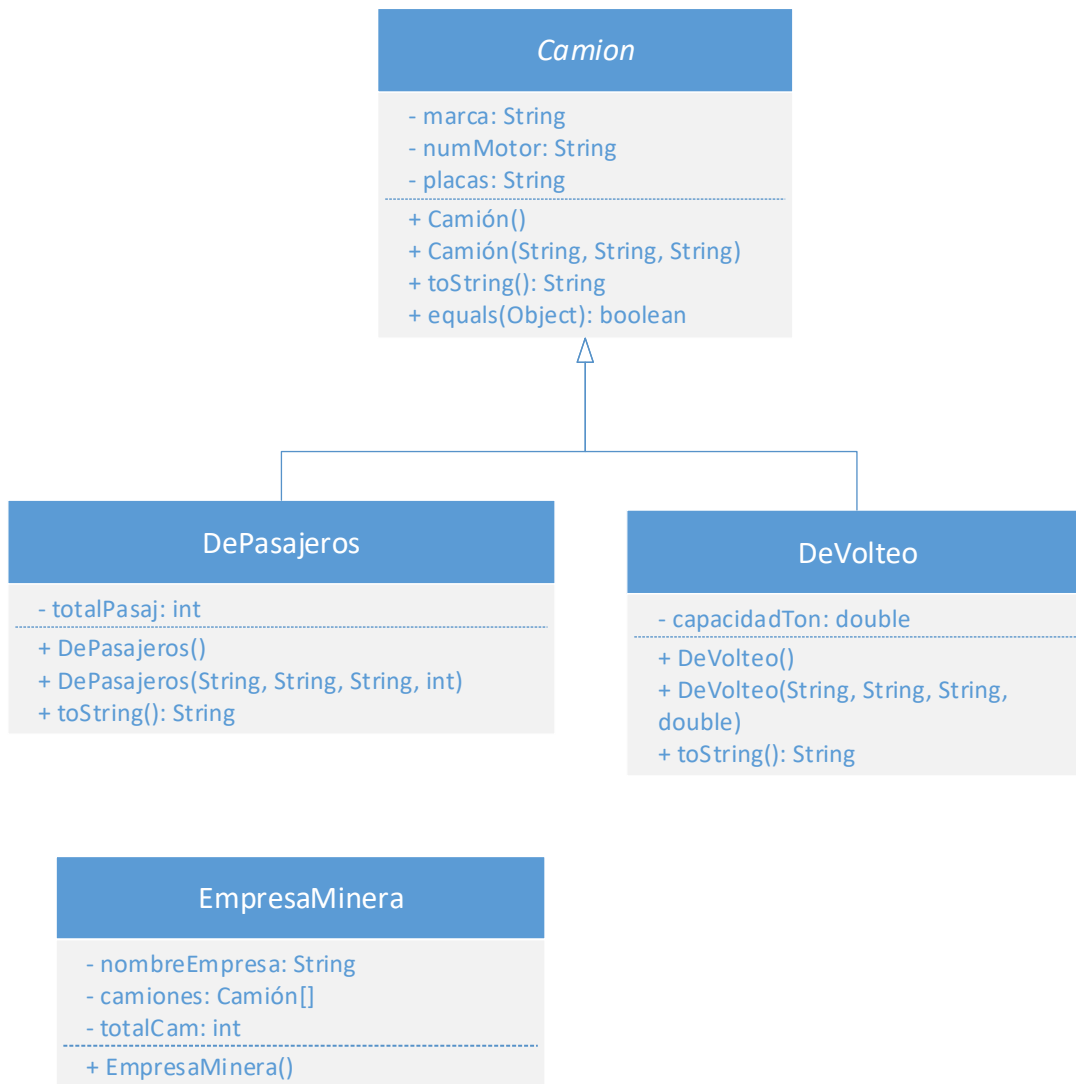 Camion
- marca: String
- numMotor: String
- placas: String
+ Camión()
+ Camión(String, String, String)
+ toString(): String
+ equals(Object): boolean
DePasajeros
- totalPasaj: int
+ DePasajeros()
+ DePasajeros(String, String, String, int)
+ toString(): String
DeVolteo
- capacidadTon: double
+ DeVolteo()
+ DeVolteo(String, String, String,
double)
+ toString(): String
EmpresaMinera
- nombreEmpresa: String
- camiones: Camión[]
- totalCam: int
+ EmpresaMinera()